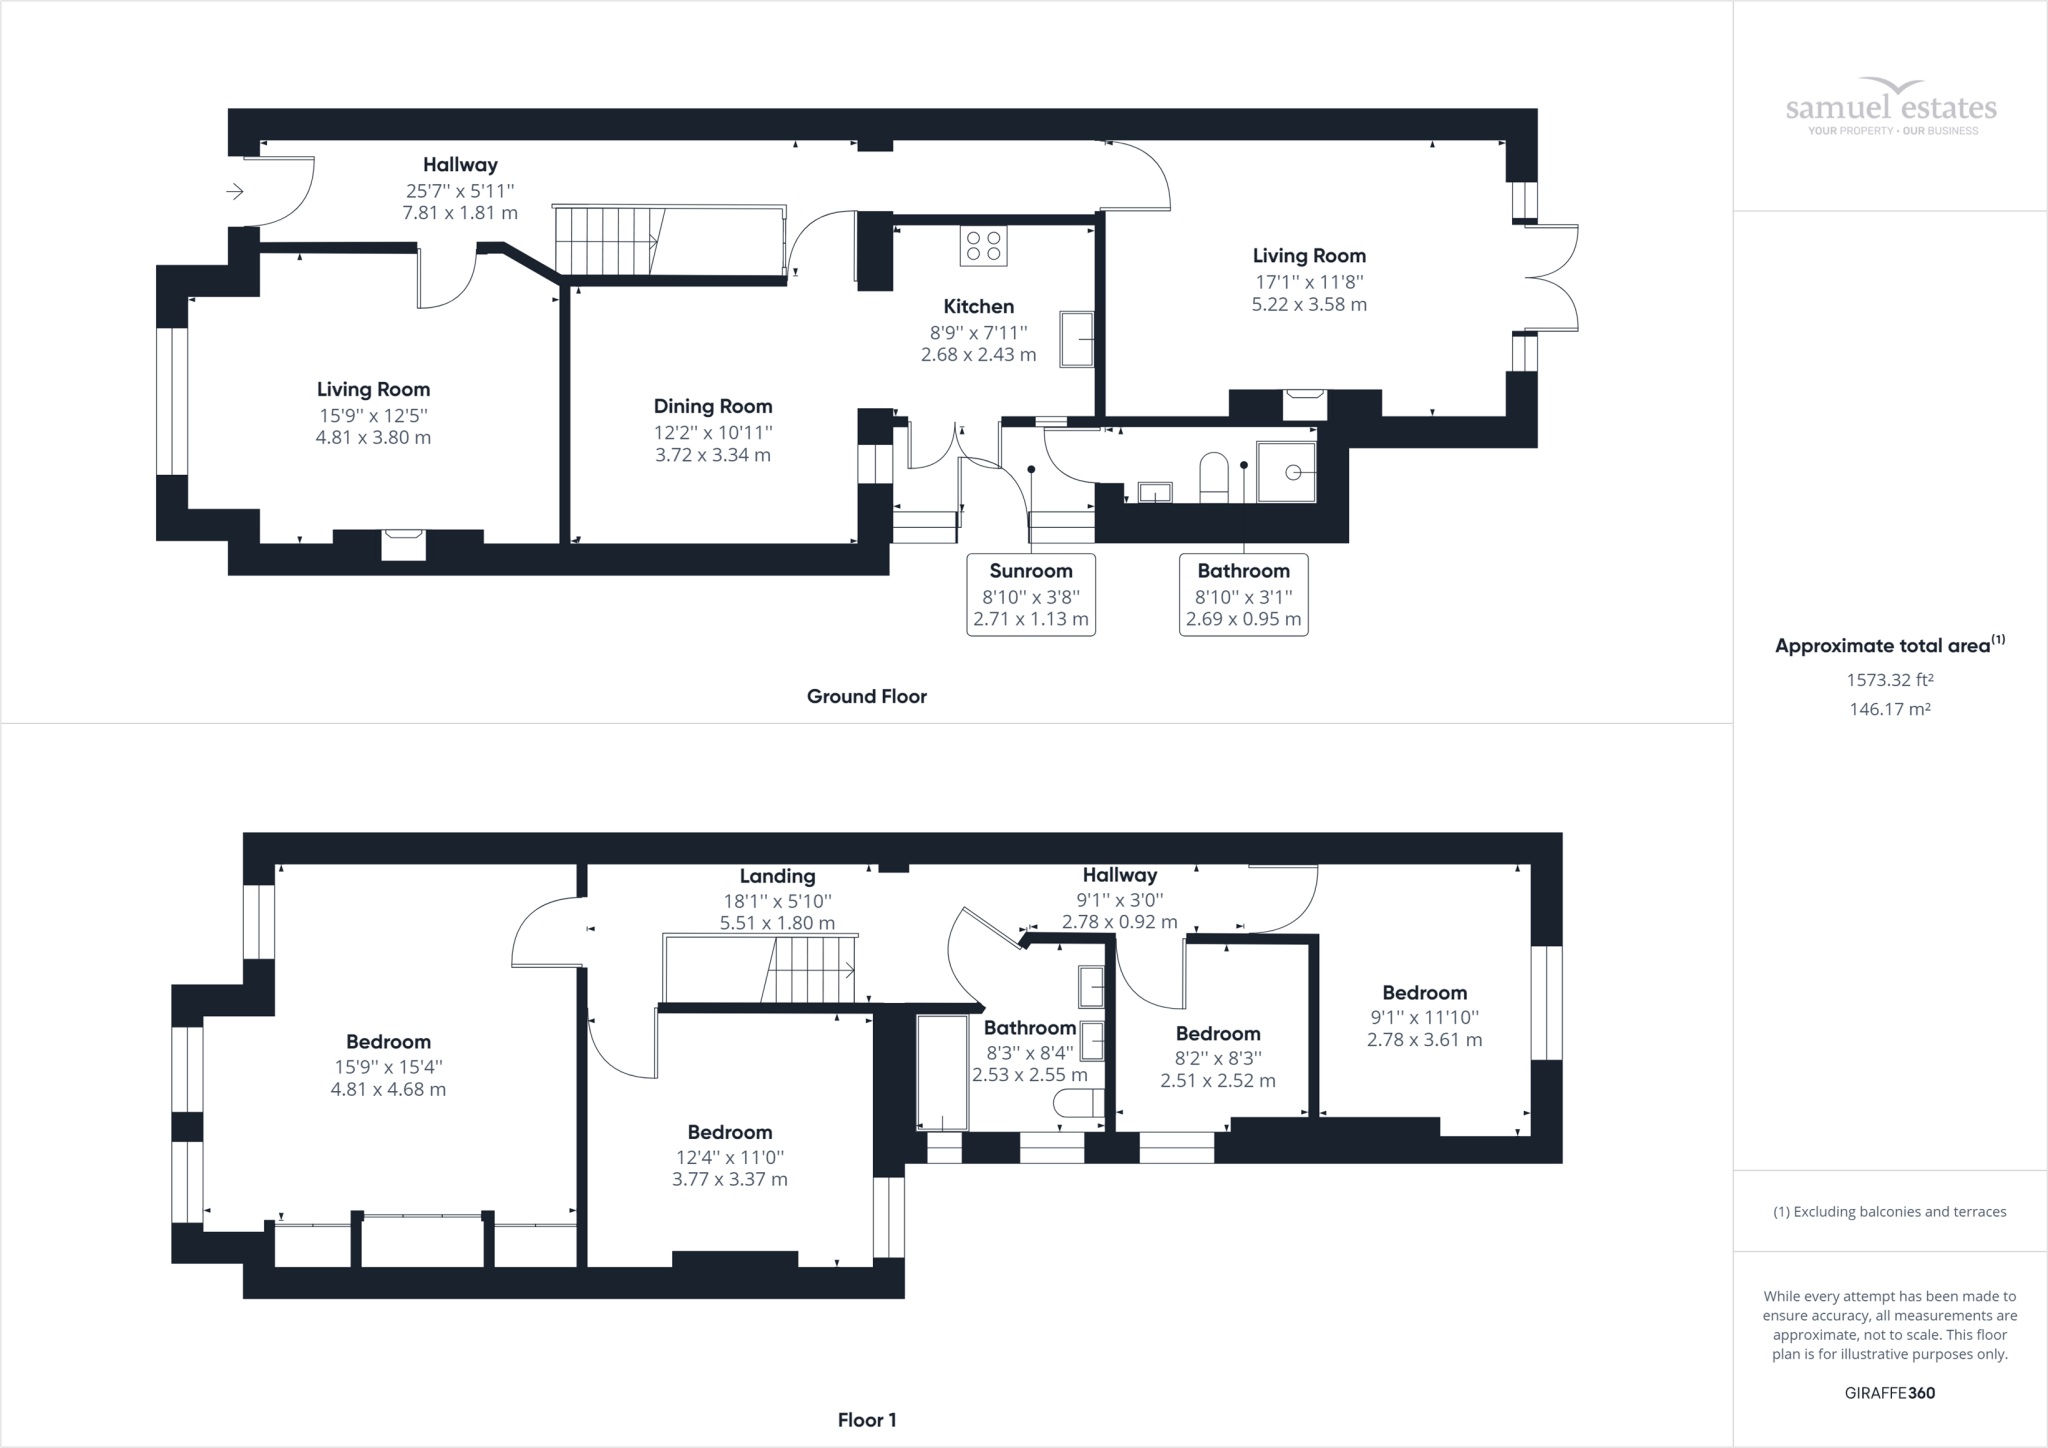 Hallway
25'7" x 5'11"
7.81 x 1.81 m
Living Room
17'1" x 11'8"
5.22 x 3.58 m
Kitchen
8'9" x 7'11"
2.68 x 2.43 m
Living Room
15'9" x 12'5"
4.81 x 3.80 m
Dining Room
12'2" x 10'11"
3.72 x 3.34 m
Sunroom
8'10" x 3'8"
2.71 x 1.13 m
Bathroom
8'10" x 3'1"
2.69 x 0.95 m
Ground Floor
Landing
18'1" x 5'10"
5.51 x 1.80 m
Hallway
9'1" x 3'0"
2.78 x 0.92 m
Bedroom
15'9" x 15'4"
4.81 x 4.68 m
Bedroom
12'4" x 11'0"
3.77 x 3.37 m
Bathroom
8'3" x 8'4"
2.53 x 2.55 m
Bedroom
8'2" x 8'3"
2.51 x 2.52 m
Bedroom
9'1" x 11'10"
2.78 x 3.61 m
Floor 1
samuel estates
YOUR PROPERTY • OUR BUSINESS
Approximate total area(1)
1573.32 ft²
146.17 m²
(1) Excluding balconies and terraces
While every attempt has been made to
ensure accuracy, all measurements are
approximate, not to scale. This floor
plan is for illustrative purposes only.
GIRAFFE360